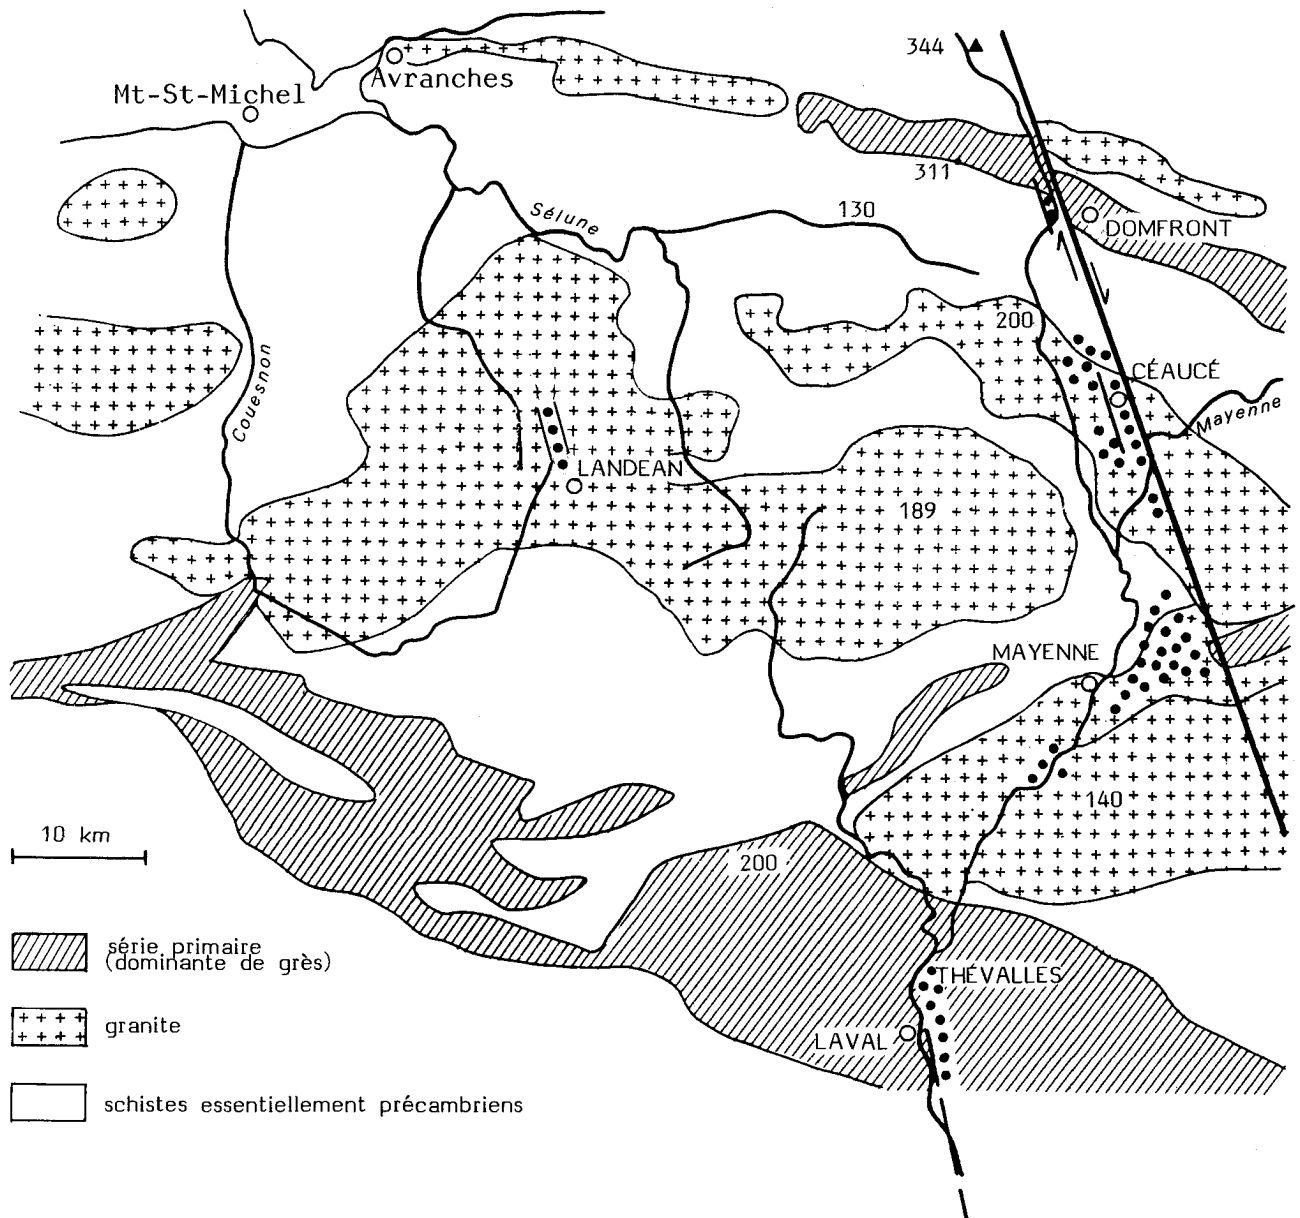 344
Avranches
Mt-St-Michel
311
Sélune
130
DOMFRONT
200
Couesnon
CÉAUCÉ
Mayenne
LANDEAN
189
MAYENNE
140
10 km
200
série primaire
(dominante de grès)
THÉVALLES
granite
LAVAL
schistes essentiellement précambriens